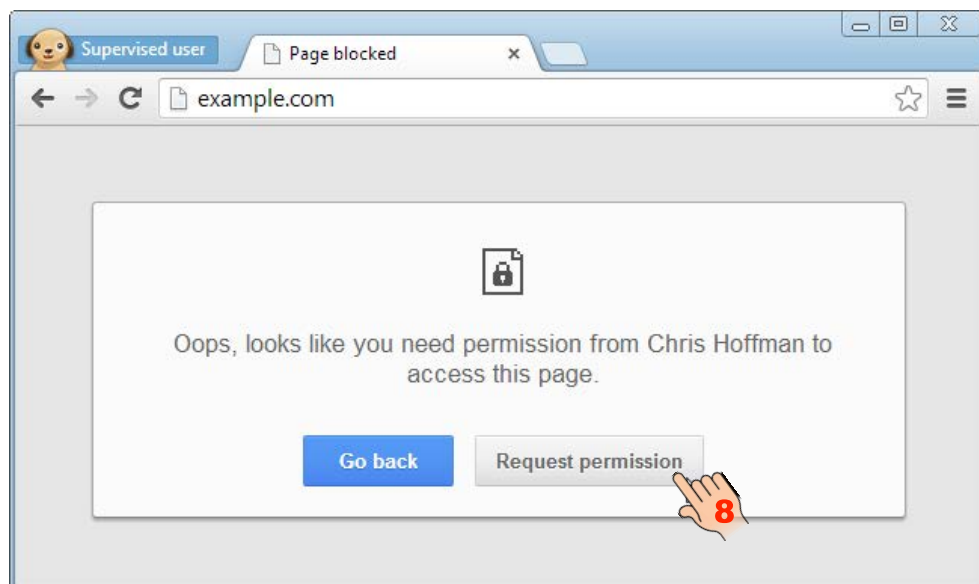 Supervised user
Page blocked
example.com
Oops, looks like you need permission from Chris Hoffman to
access this page.
Go back
Request permission
8